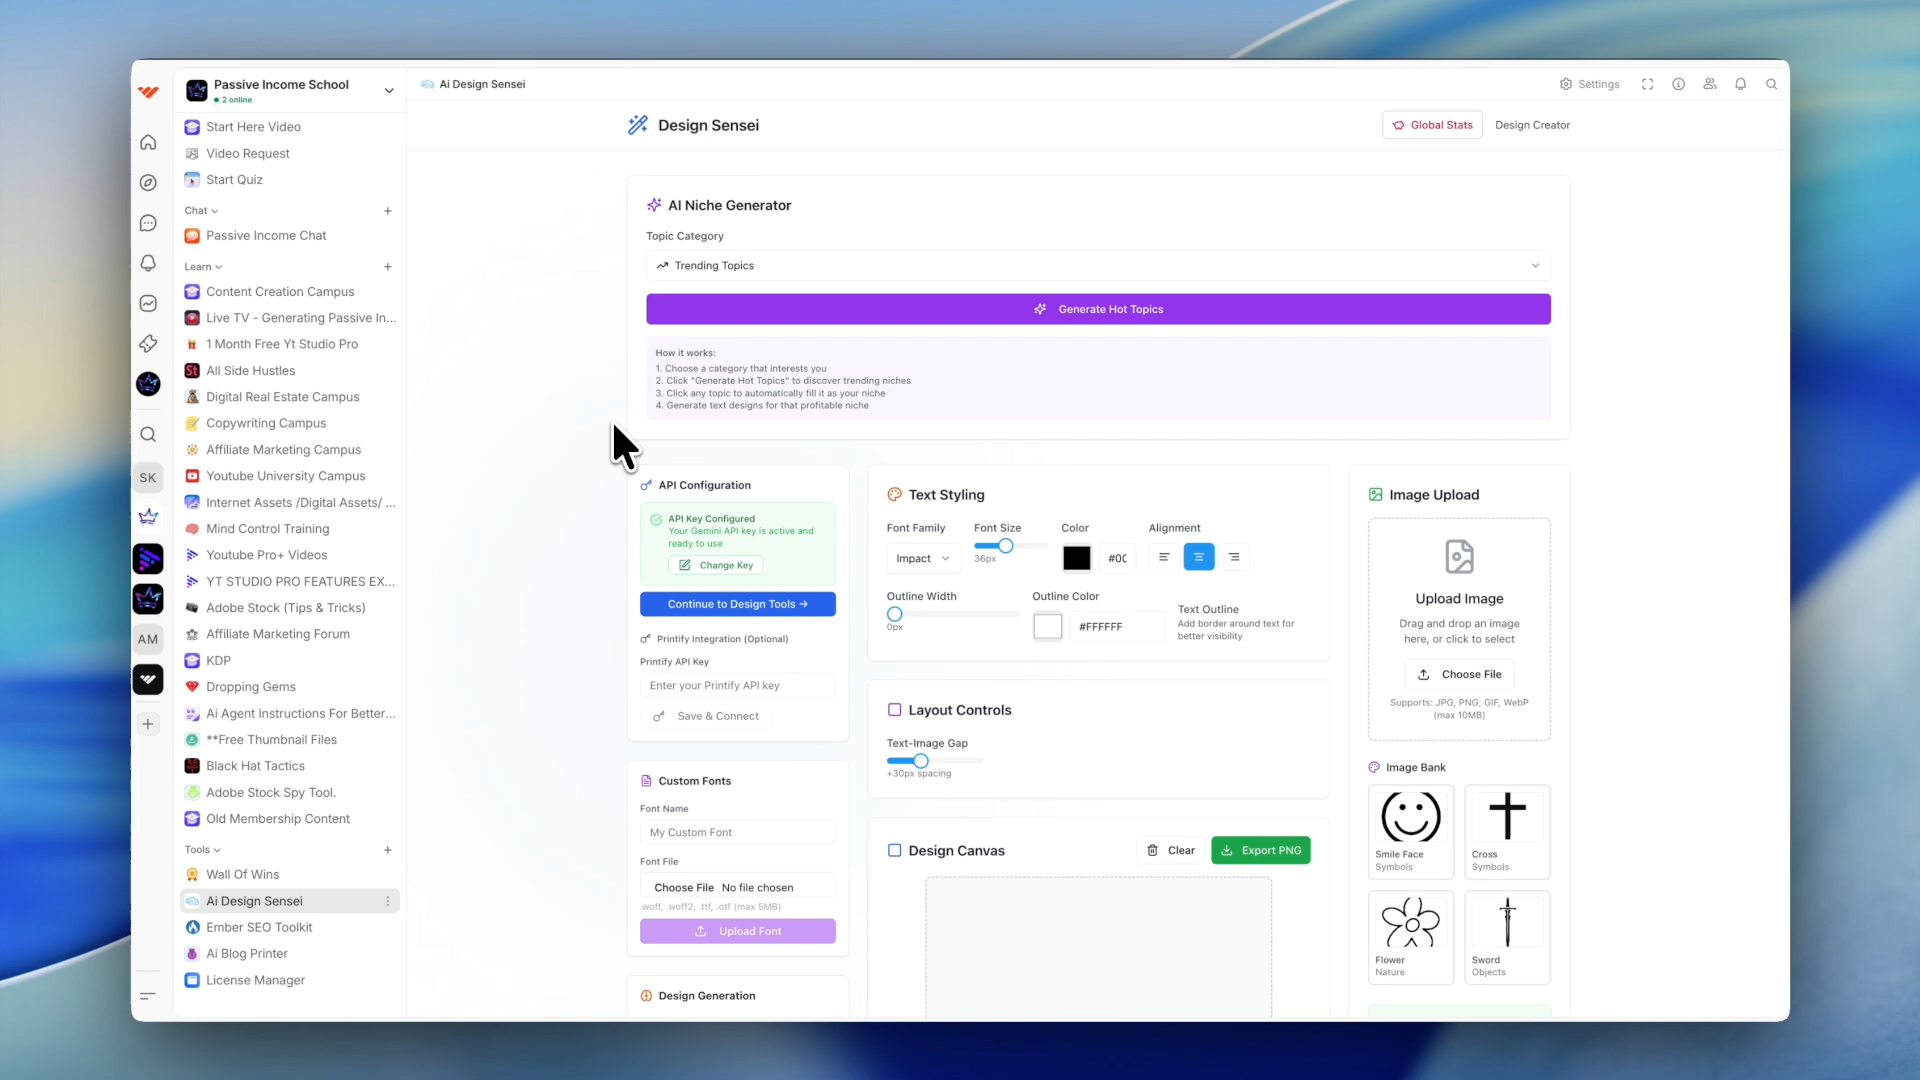 Passive Income School
2 online
Start Here Video
Video Request
Start Quiz
Chat
Passive Income Chat
Learn
Content Creation Campus
Live TV - Generating Passive In...
1 Month Free Yt Studio Pro
All Side Hustles
Digital Real Estate Campus
Copywriting Campus
Affiliate Marketing Campus
Youtube University Campus
Internet Assets /Digital Assets/ ...
Mind Control Training
Youtube Pro+ Videos
YT STUDIO PRO FEATURES EX...
Adobe Stock (Tips & Tricks)
Affiliate Marketing Forum
KDP
Dropping Gems
Ai Agent Instructions For Better...
**Free Thumbnail Files
Black Hat Tactics
Adobe Stock Spy Tool.
Old Membership Content
Tools
Wall Of Wins
Ai Design Sensei
Ember SEO Toolkit
Ai Blog Printer
License Manager
SK
AM
St
Ai Design Sensei
Settings
Design Sensei
Global Stats
Design Creator
AI Niche Generator
Topic Category
Trending Topics
Generate Hot Topics
How it works:
1. Choose a category that interests you
2. Click "Generate Hot Topics" to discover trending niches
3. Click any topic to automatically fill it as your niche
4. Generate text designs for that profitable niche
API Configuration
API Key Configured
Your Gemini API key is active and
ready to use
Change Key
Continue to Design Tools →
Printify Integration (Optional)
Printify API Key
Enter your Printify API key
Save & Connect
Custom Fonts
Font Name
My Custom Font
Font File
Choose File No file chosen
.woff, .woff2, .ttf, .otf (max 5MB)
Upload Font
Design Generation
Text Styling
Font Family
Impact
Font Size
36px
Color
#0C
Alignment
Outline Width
0px
Outline Color
#FFFFFF
Text Outline
Add border around text for
better visibility
Layout Controls
Text-Image Gap
+30px spacing
Design Canvas
Clear
Export PNG
Image Upload
Upload Image
Drag and drop an image
here, or click to select
Choose File
Supports: JPG, PNG, GIF, WebP
(max 10MB)
Image Bank
Smile Face
Symbols
Cross
Symbols
Flower
Nature
Sword
Objects